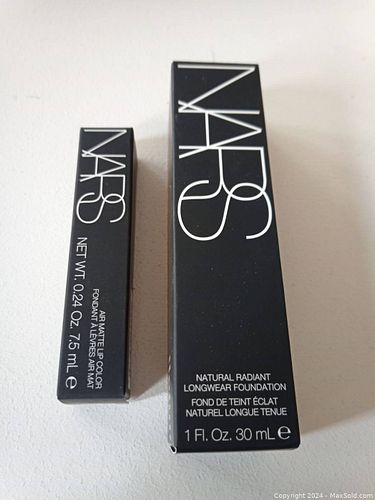 NARS
AIR MATTE LIP COLOR
FONDANT À LÈVRES AIR MAT
NET WT. 0.24 Oz. 7.5 mL ℮
NARS
NATURAL RADIANT
LONGWEAR FOUNDATION
FOND DE TEINT ÉCLAT
NATUREL LONGUE TENUE
1 Fl. Oz. 30 mL ℮
Copyright 2024 - MaxSold.com